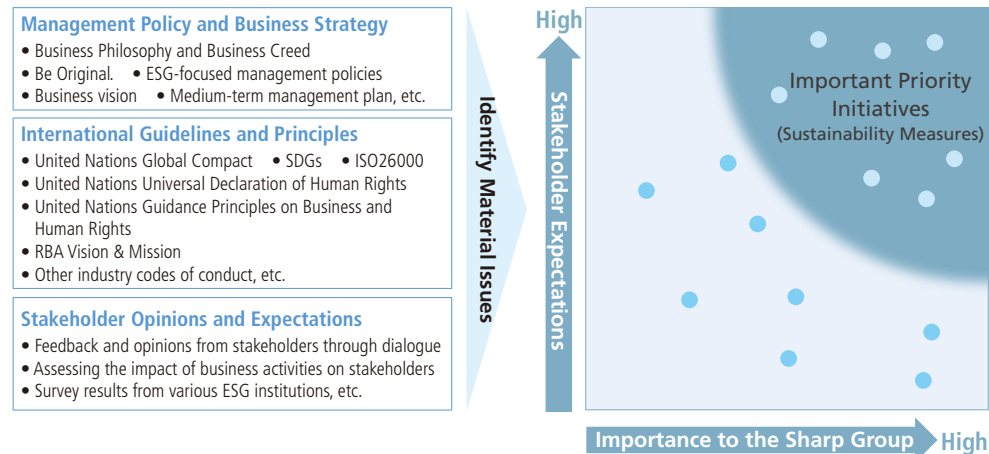 Management Policy and Business Strategy
• Business Philosophy and Business Creed
• Be Original. • ESG-focused management policies
• Business vision • Medium-term management plan, etc.
International Guidelines and Principles
• United Nations Global Compact • SDGs • ISO26000
• United Nations Universal Declaration of Human Rights
• United Nations Guidance Principles on Business and
Human Rights
• RBA Vision & Mission
• Other industry codes of conduct, etc.
Stakeholder Opinions and Expectations
• Feedback and opinions from stakeholders through dialogue
• Assessing the impact of business activities on stakeholders
• Survey results from various ESG institutions, etc.
Identify Material Issues
High
Stakeholder Expectations
Important Priority
Initiatives
(Sustainability Measures)
Importance to the Sharp Group
High